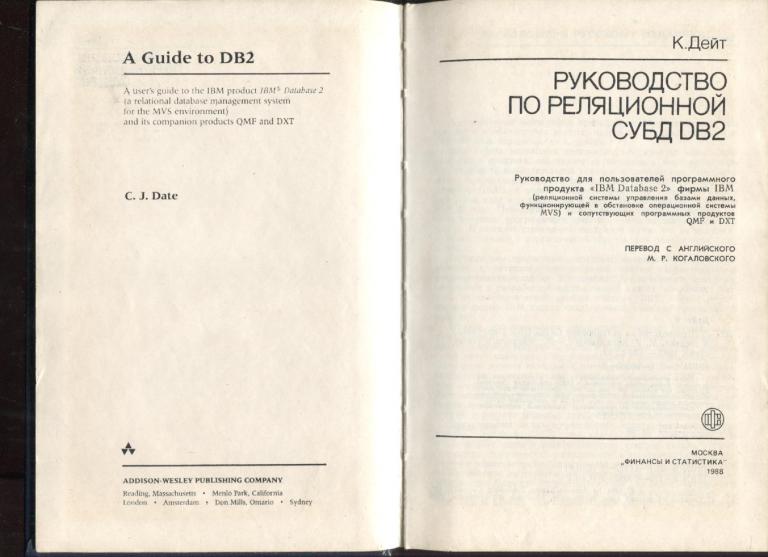 A Guide to DB2
A user's guide to the IBM product IBM® Database 2
(a relational database management system
for the MVS environment)
and its companion products QMF and DXT
C. J. Date
ADDISON-WESLEY PUBLISHING COMPANY
Reading, Massachusetts • Menlo Park, California
London • Amsterdam • Don Mills, Ontario • Sydney
К.Дейт
РУКОВОДСТВО
ПО РЕЛЯЦИОННОЙ
СУБД DB2
Руководство для пользователей программного
продукта «IBM Database 2» фирмы IBM
(реляционной системы управления базами данных,
функционирующей в обстановке операционной системы
MVS) и сопутствующих программных продуктов
QMF и DXT
ПЕРЕВОД С АНГЛИЙСКОГО
М. Р. КОГАЛОВСКОГО
МОСКВА
„ФИНАНСЫ И СТАТИСТИКА"
1988